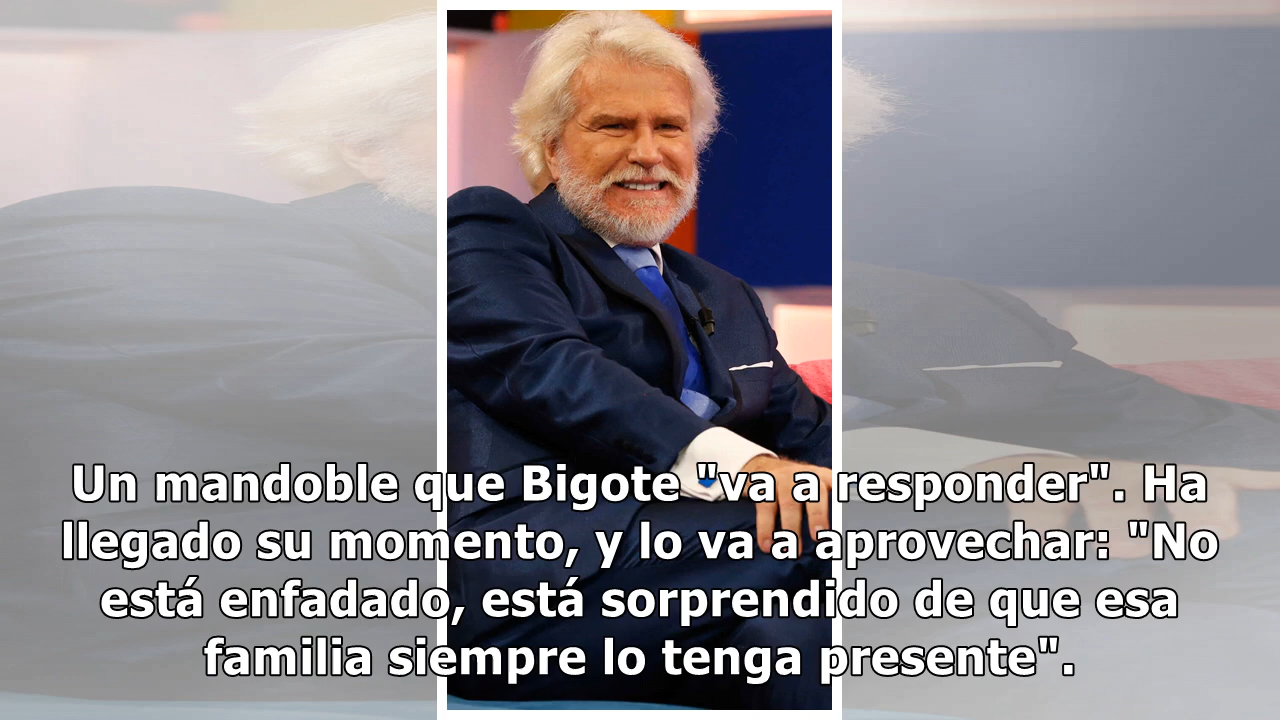 Un mandoble que Bigote "va a responder". Ha
llegado su momento, y lo va a aprovechar: "No
está enfadado, está sorprendido de que esa
familia siempre lo tenga presente".